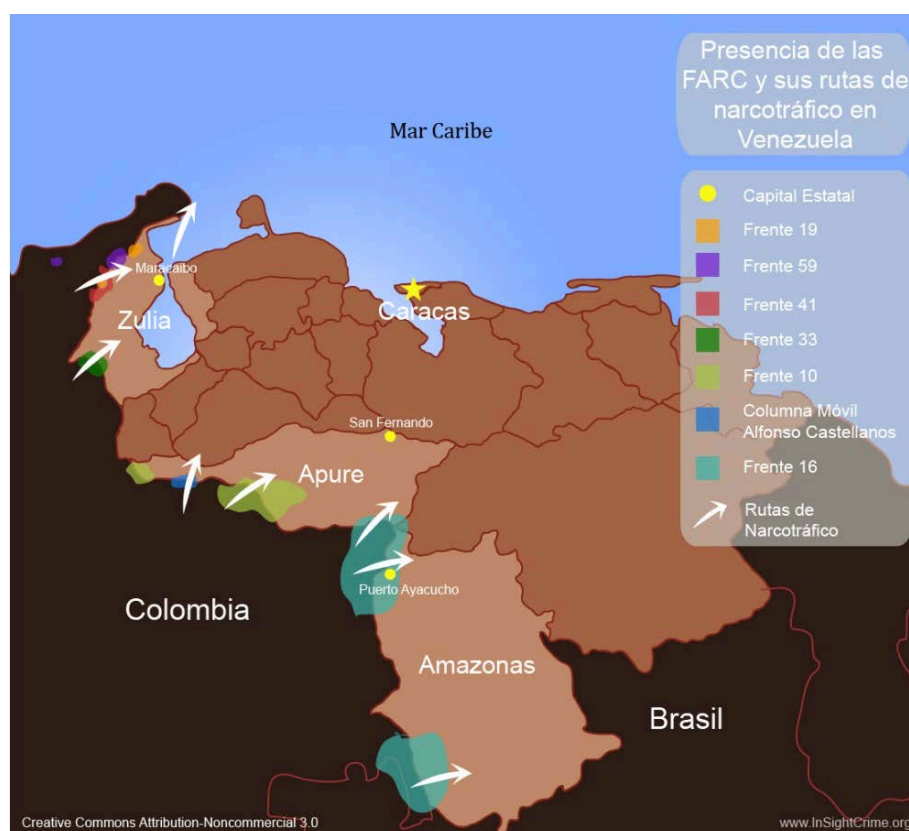 Presencia de las
FARC y sus rutas de
narcotráfico en
Venezuela
Mar Caribe
Capital Estatal
Frente 19
Frente 59
Frente 41
Frente 33
Frente 10
Columna Móvil
Alfonso Castellanos
Frente 16
Rutas de
Narcotráfico
Maracaibo
Zulia
Caracas
San Fernando
Apure
Puerto Ayacucho
Colombia
Amazonas
Brasil
Creative Commons Attribution-Noncommercial 3.0
www.InSightCrime.org